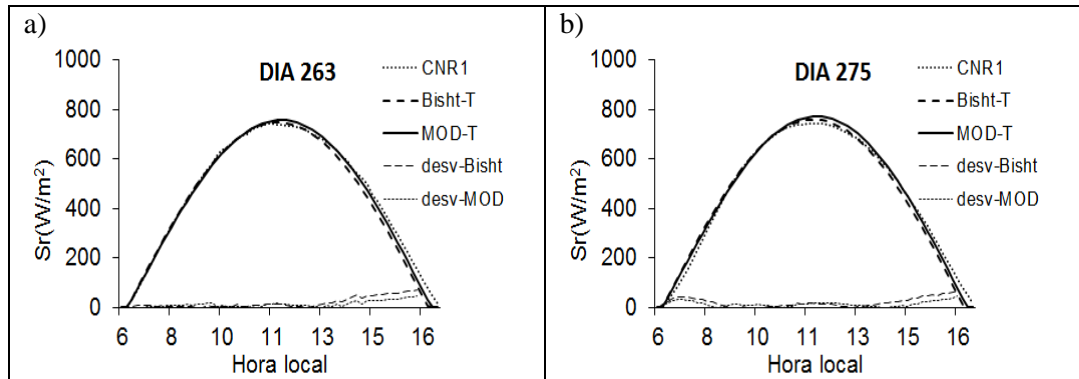 a)
DIA 263
Sr(W/m²)
1000
800
600
400
200
0
6 8 10 11 13 15 16
Hora local
CNR1
Bisht-T
MOD-T
desv-Bisht
desv-MOD
b)
DIA 275
Sr(W/m²)
1000
800
600
400
200
0
6 8 10 11 13 15 16
Hora local
CNR1
Bisht-T
MOD-T
desv-Bisht
desv-MOD